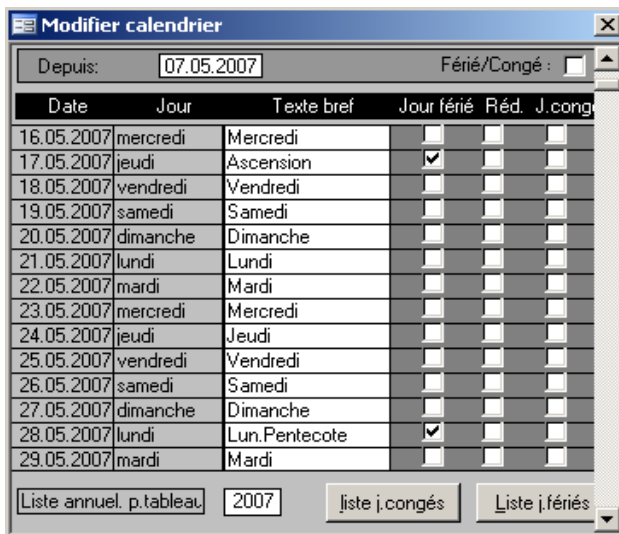 Modifier calendrier
Depuis: 07.05.2007 Férié/Congé :
Date Jour Texte bref Jour férié Réd. J.congé
16.05.2007 mercredi Mercredi
17.05.2007 jeudi Ascension
18.05.2007 vendredi Vendredi
19.05.2007 samedi Samedi
20.05.2007 dimanche Dimanche
21.05.2007 lundi Lundi
22.05.2007 mardi Mardi
23.05.2007 mercredi Mercredi
24.05.2007 jeudi Jeudi
25.05.2007 vendredi Vendredi
26.05.2007 samedi Samedi
27.05.2007 dimanche Dimanche
28.05.2007 lundi Lun.Pentecote
29.05.2007 mardi Mardi
Liste annuel. p.tableau 2007 liste j.congés Liste j.fériés